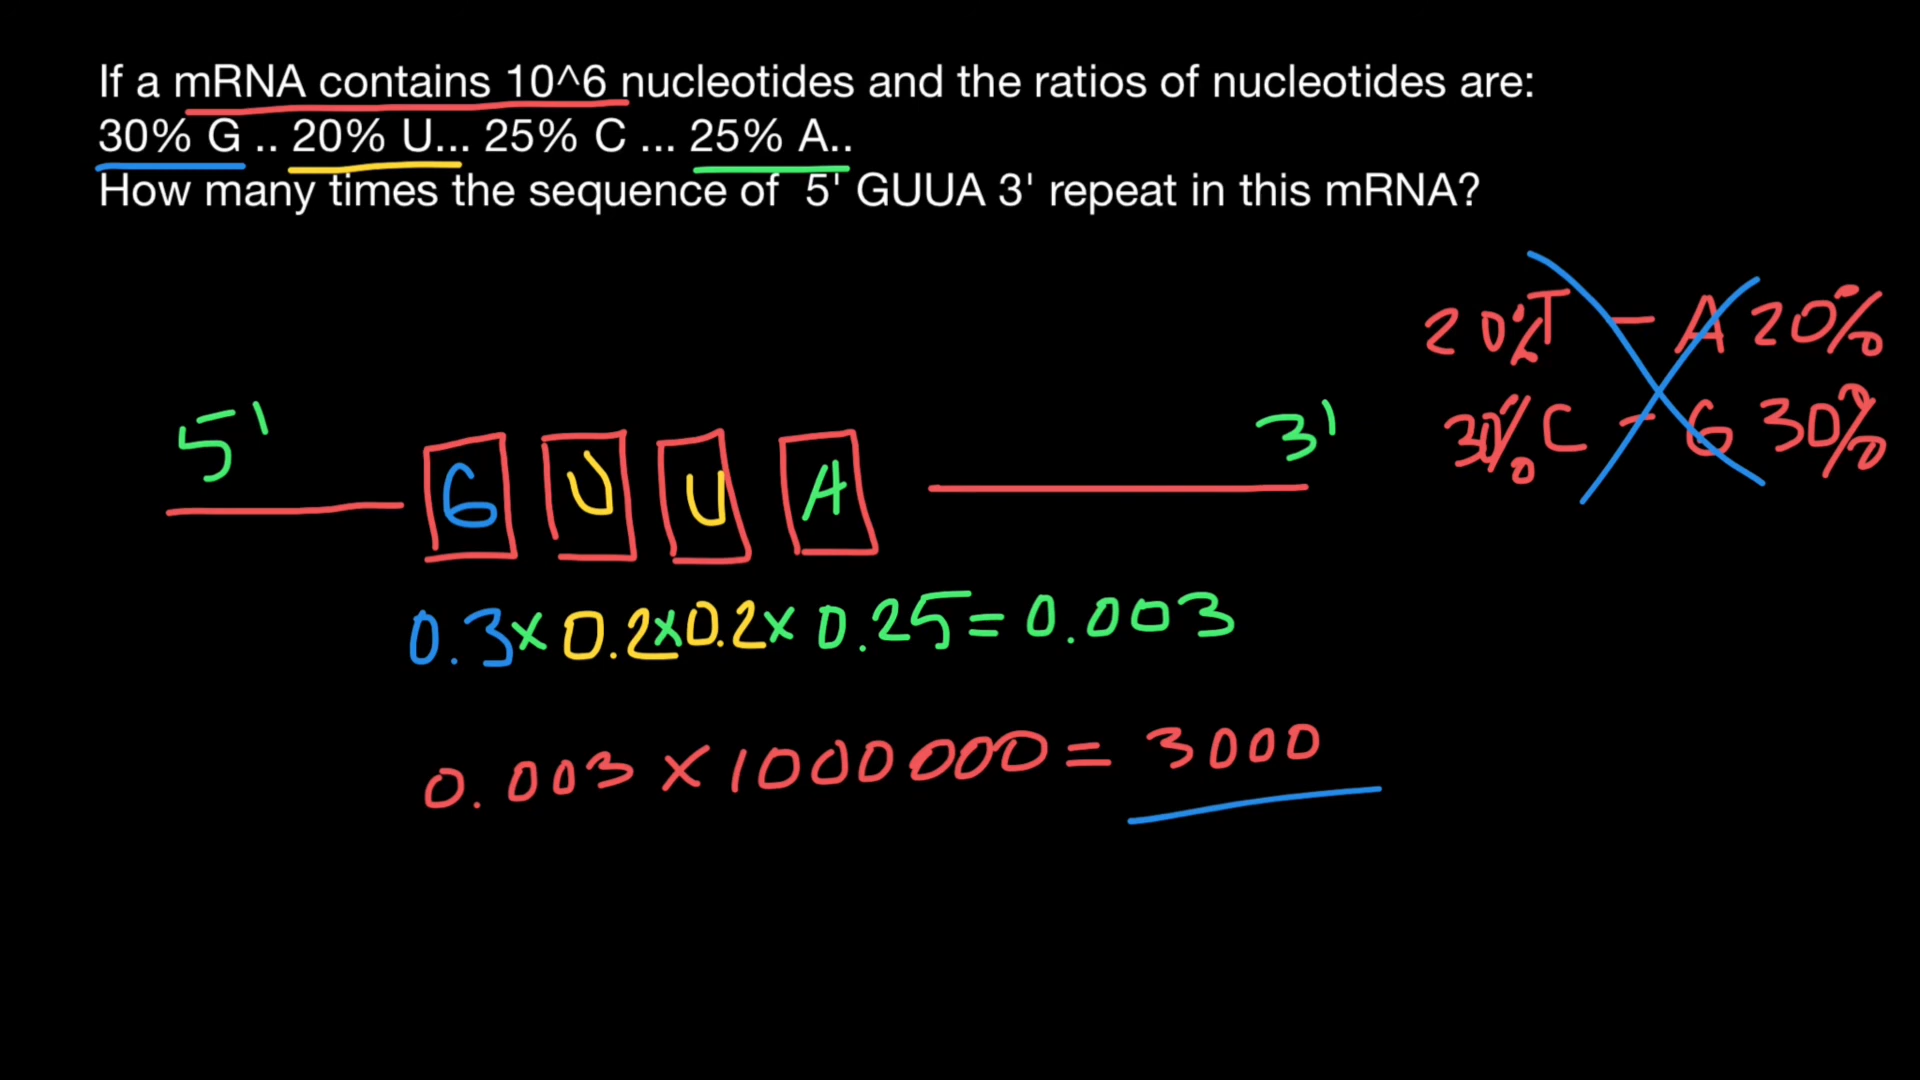 If a mRNA contains 10^6 nucleotides and the ratios of nucleotides are:
30% G .. 20% U... 25% C ... 25% A..
How many times the sequence of 5' GUUA 3' repeat in this mRNA?
20% T - A 20%
30% C - G 30%
5' G U U A 3'
0.3 x 0.2 x 0.2 x 0.25 = 0.003
0.003 x 1000000 = 3000